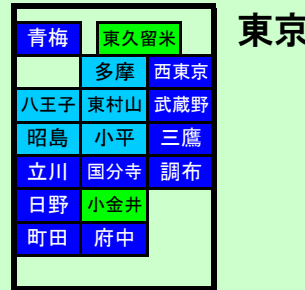 東京
青梅 東久留米
多摩 西東京
八王子 東村山 武蔵野
昭島 小平 三鷹
立川 国分寺 調布
日野 小金井
町田 府中